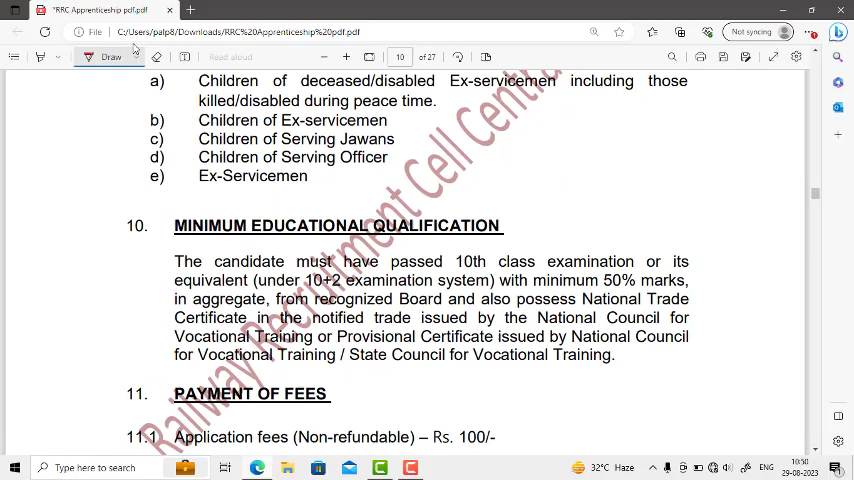 *RRC Apprenticeship pdf.pdf
File C:/Users/palp8/Downloads/RRC%20Apprenticeship%20pdf.pdf
Not syncing
Draw Read aloud 10 of 27
a) Children of deceased/disabled Ex-servicemen including those
killed/disabled during peace time.
b) Children of Ex-servicemen
c) Children of Serving Jawans
d) Children of Serving Officer
e) Ex-Servicemen
10. MINIMUM EDUCATIONAL QUALIFICATION
The candidate must have passed 10th class examination or its
equivalent (under 10+2 examination system) with minimum 50% marks,
in aggregate, from recognized Board and also possess National Trade
Certificate in the notified trade issued by the National Council for
Vocational Training or Provisional Certificate issued by National Council
for Vocational Training / State Council for Vocational Training.
11. PAYMENT OF FEES
11.1 Application fees (Non-refundable) – Rs. 100/-
Railway Recruitment Cell Central
Type here to search
32°C Haze
ENG
10:50
29-08-2023